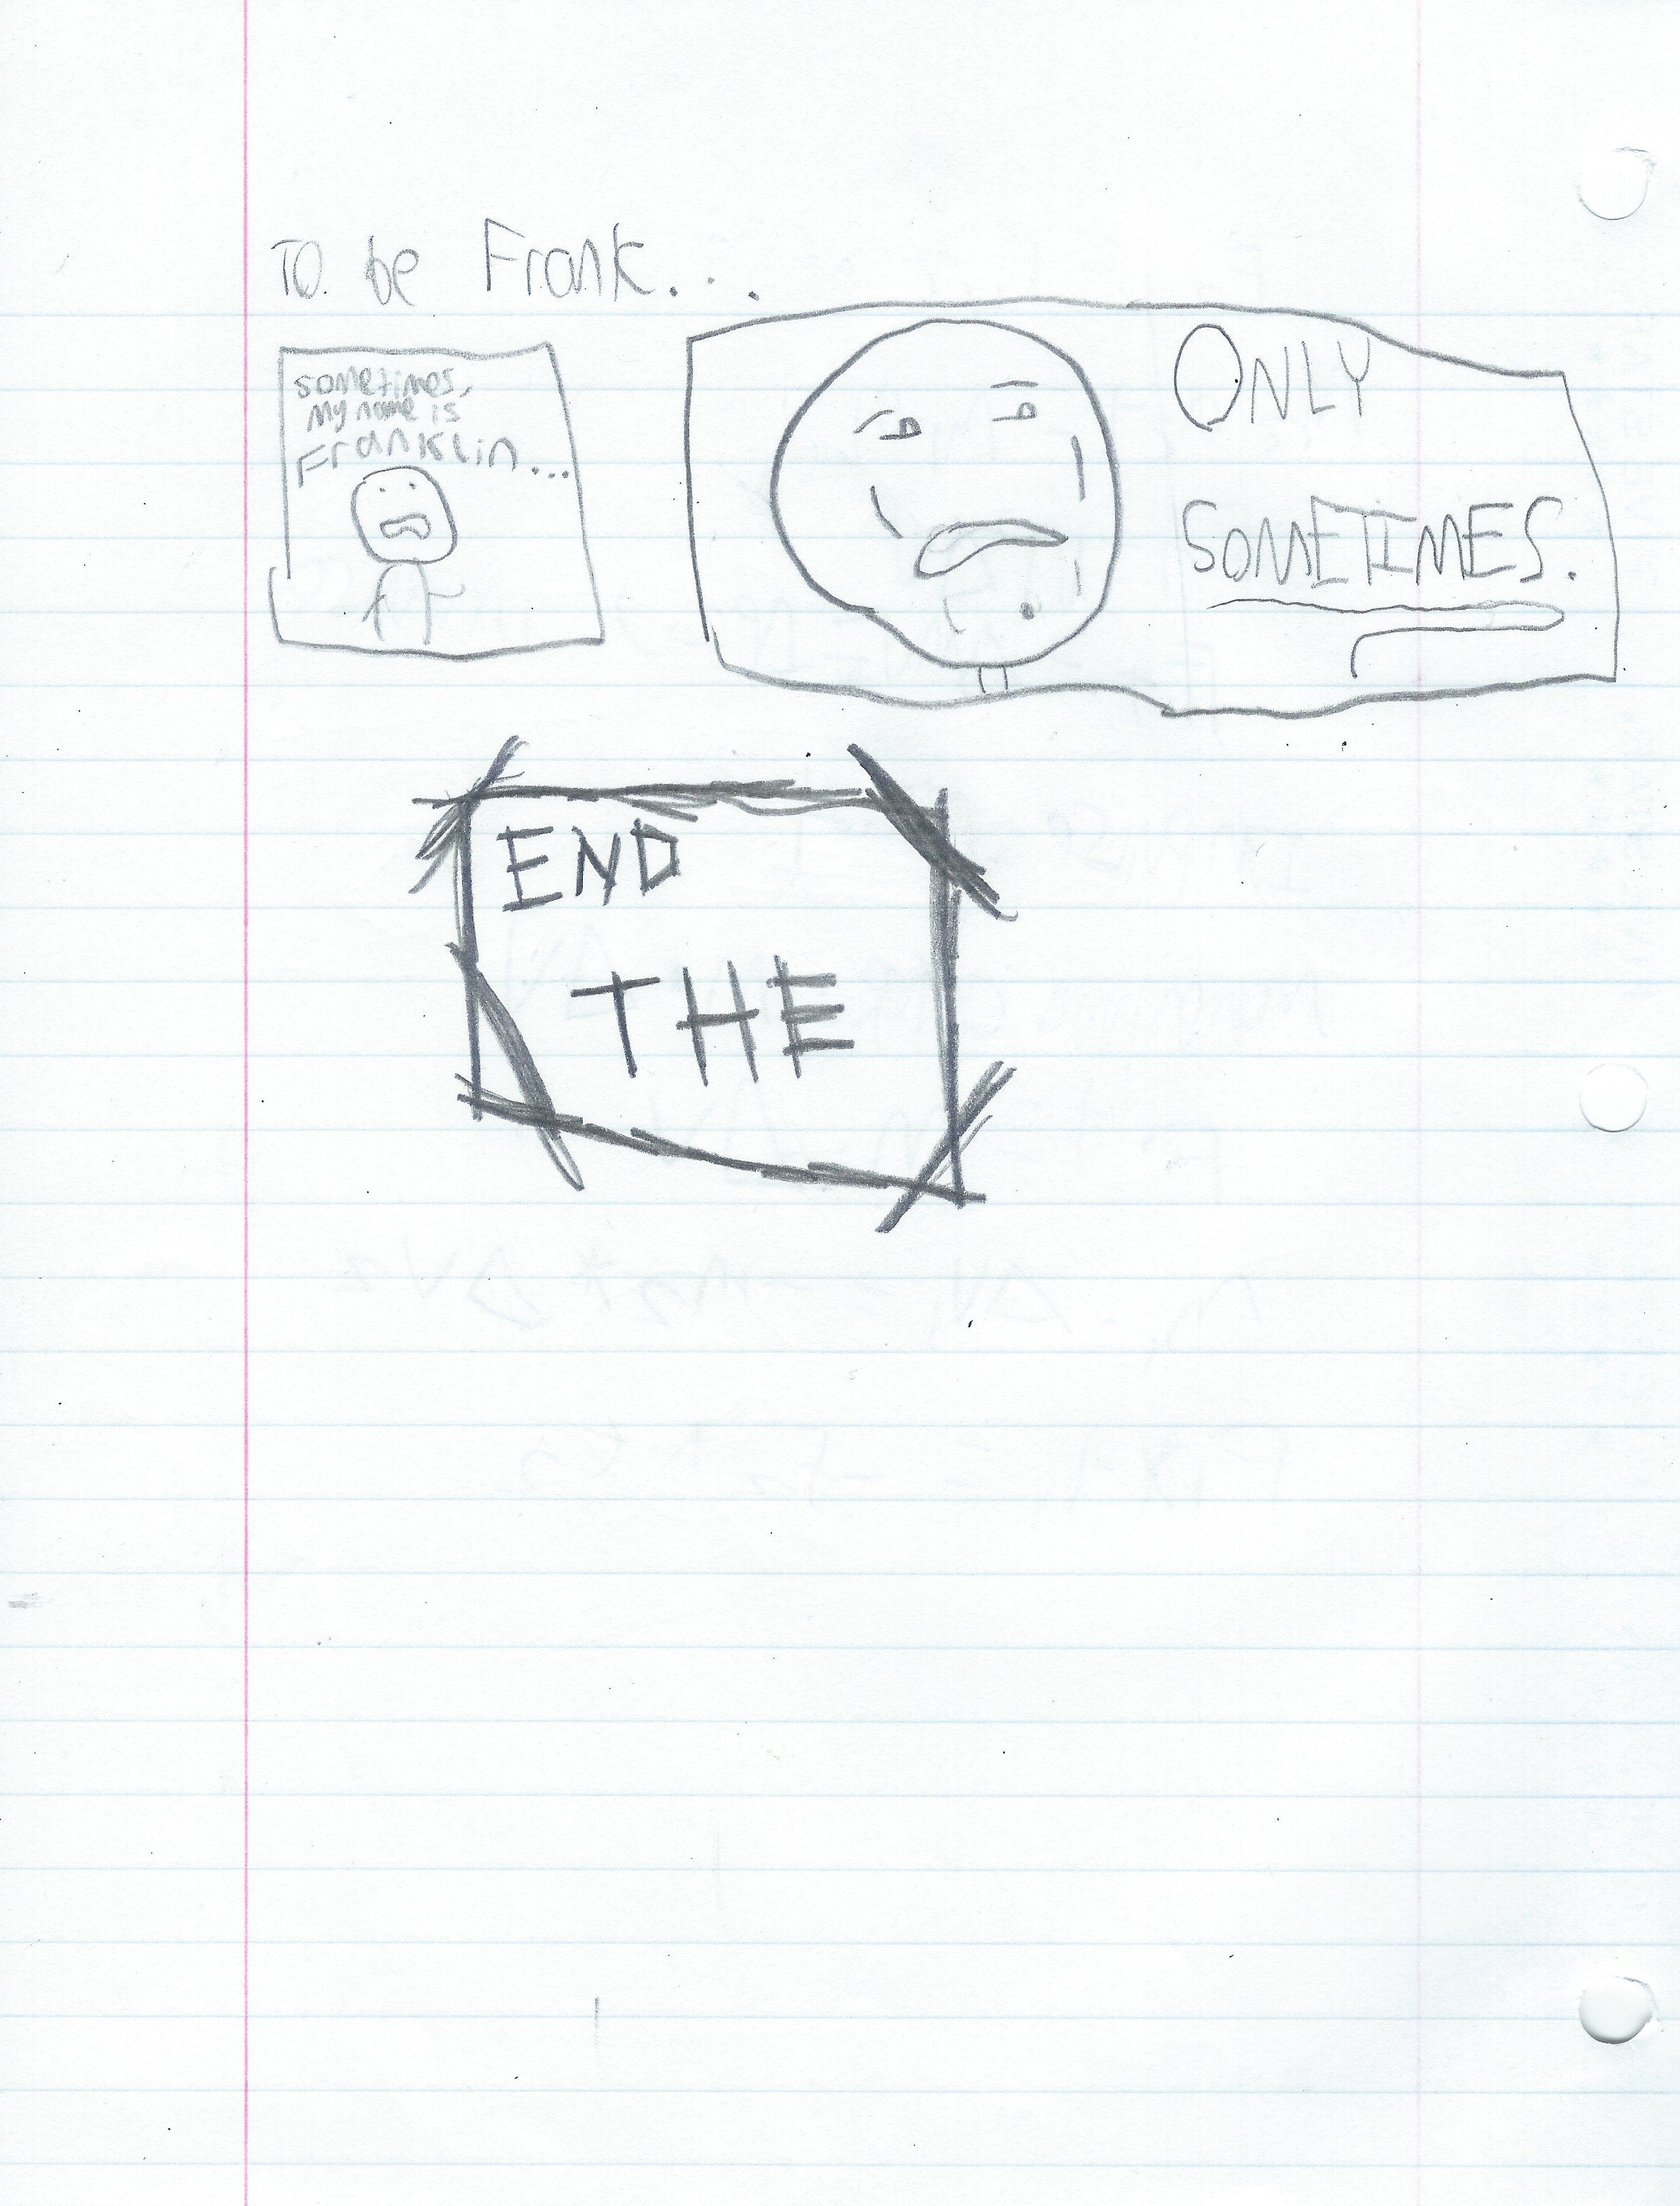 To be Frank...
sometimes,
my name is
Franklin...
ONLY
SOMETIMES.
END
THE